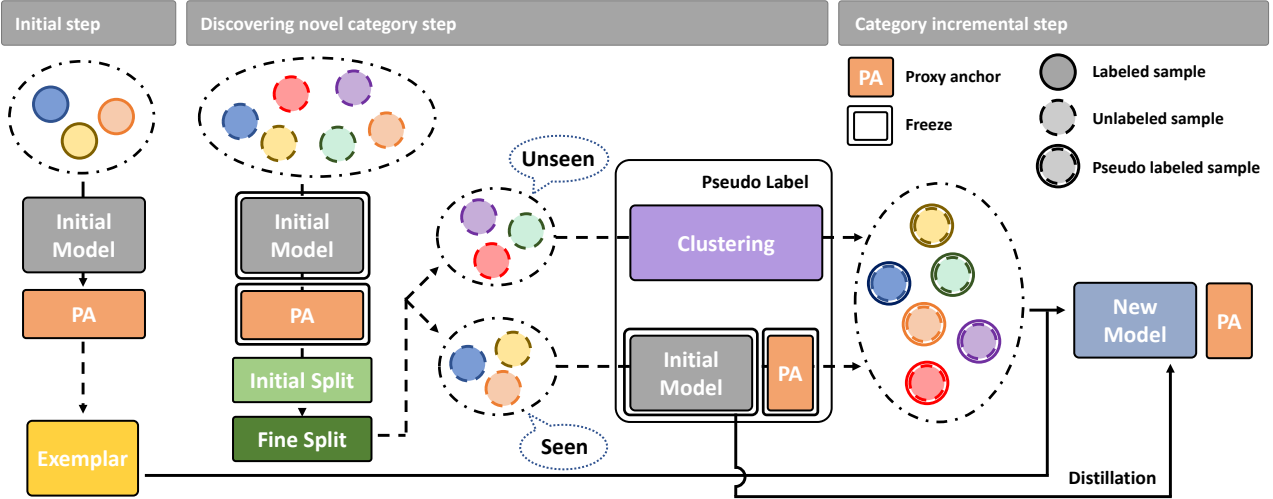 Initial step
Discovering novel category step
Category incremental step
PA
Proxy anchor
Freeze
Labeled sample
Unlabeled sample
Pseudo labeled sample
Initial
Model
PA
Exemplar
Initial
Model
PA
Initial Split
Fine Split
Unseen
Seen
Pseudo Label
Clustering
Initial
Model
PA
New
Model
PA
Distillation